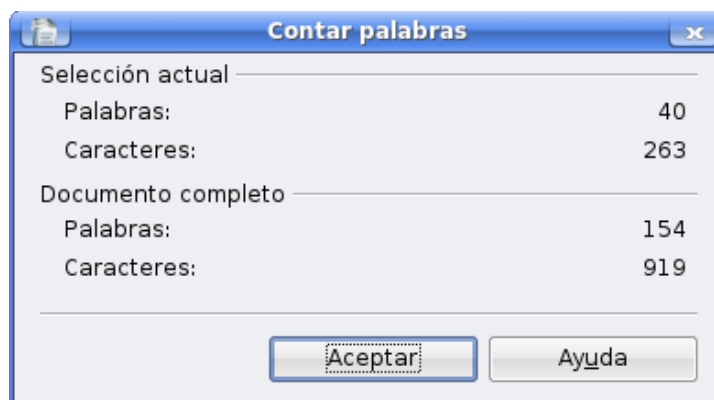 Contar palabras
Selección actual
Palabras: 40
Caracteres: 263
Documento completo
Palabras: 154
Caracteres: 919
Aceptar Ayuda